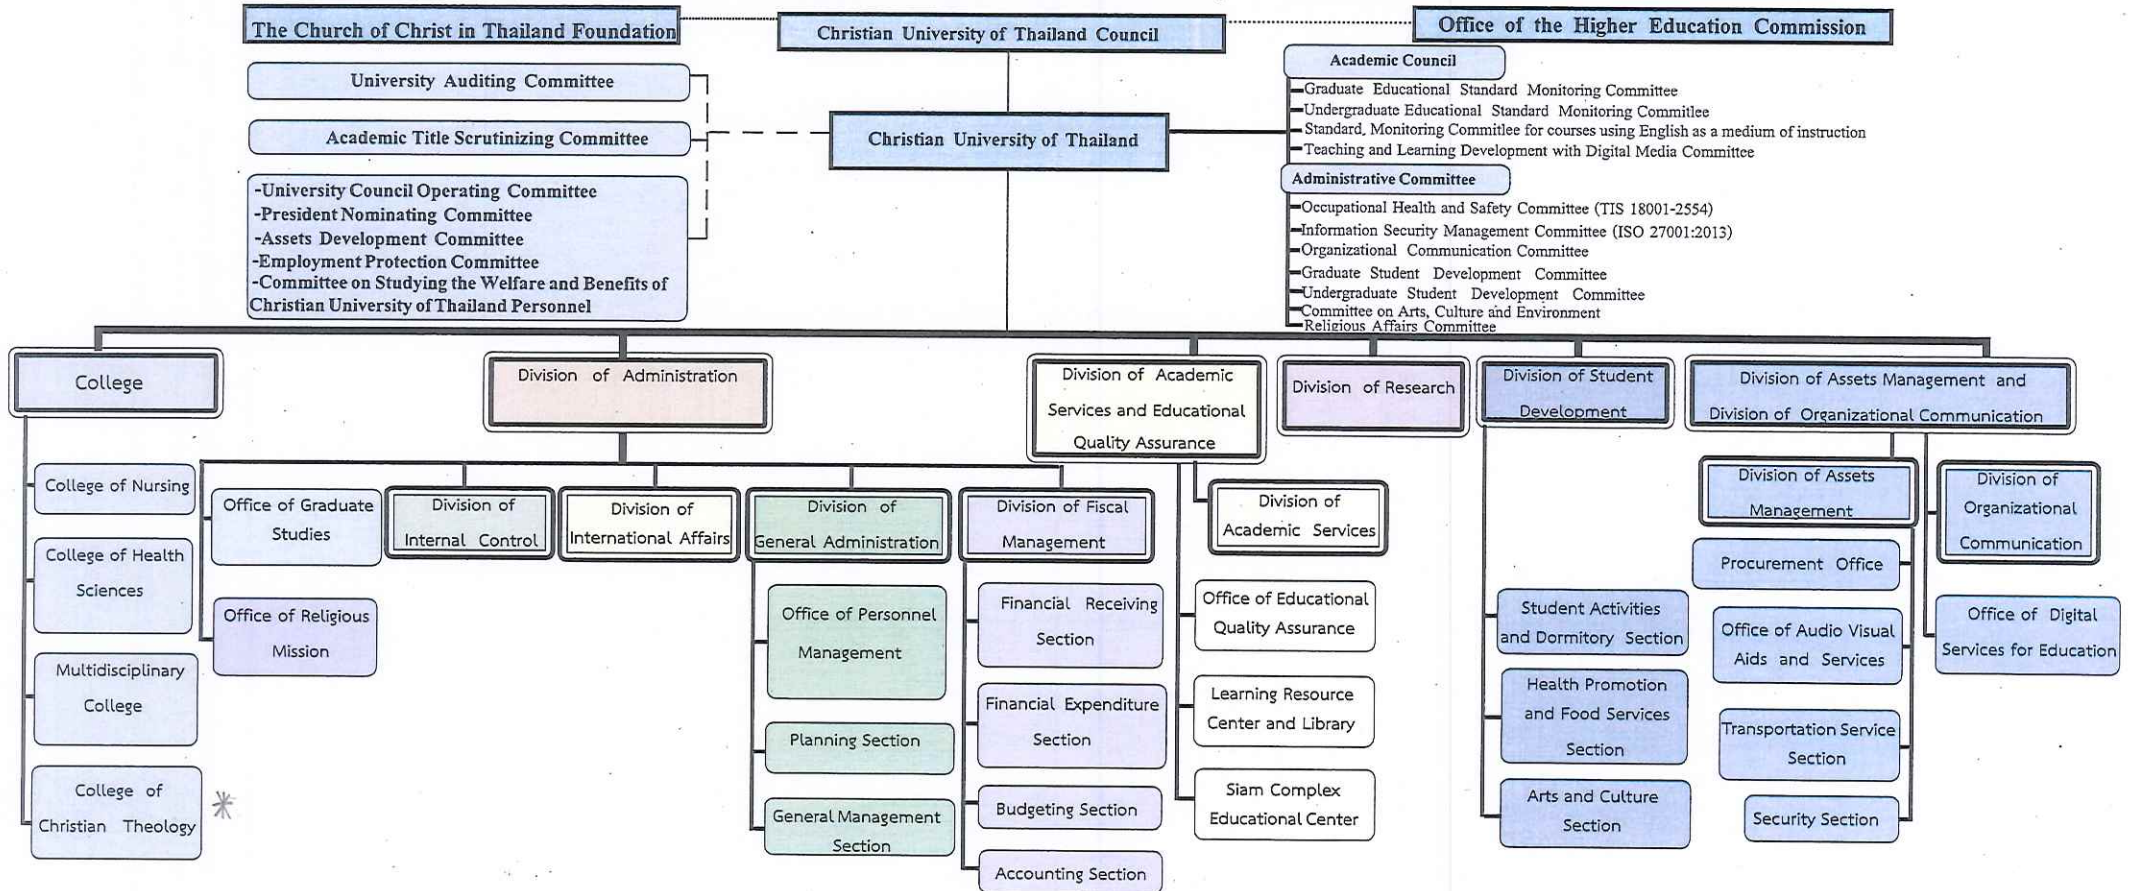 The Church of Christ in Thailand Foundation
Christian University of Thailand Council
Office of the Higher Education Commission
University Auditing Committee
Academic Title Scrutinizing Committee
-University Council Operating Committee
-President Nominating Committee
-Assets Development Committee
-Employment Protection Committee
-Committee on Studying the Welfare and Benefits of
Christian University of Thailand Personnel
Christian University of Thailand
Academic Council
Graduate Educational Standard Monitoring Committee
Undergraduate Educational Standard Monitoring Committee
Standard, Monitoring Committee for courses using English as a medium of instruction
Teaching and Learning Development with Digital Media Committee
Administrative Committee
Occupational Health and Safety Committee (TIS 18001-2554)
Information Security Management Committee (ISO 27001:2013)
Organizational Communication Committee
Graduate Student Development Committee
Undergraduate Student Development Committee
Committee on Arts, Culture and Environment
Religious Affairs Committee
College
Division of Administration
Division of Academic
Services and Educational
Quality Assurance
Division of Research
Division of Student
Development
Division of Assets Management and
Division of Organizational Communication
College of Nursing
College of Health
Sciences
Multidisciplinary
College
College of
Christian Theology
Office of Graduate
Studies
Office of Religious
Mission
Division of
Internal Control
Division of
International Affairs
Division of
General Administration
Office of Personnel
Management
Planning Section
General Management
Section
Division of Fiscal
Management
Financial Receiving
Section
Financial Expenditure
Section
Budgeting Section
Accounting Section
Division of
Academic Services
Office of Educational
Quality Assurance
Learning Resource
Center and Library
Siam Complex
Educational Center
Student Activities
and Dormitory Section
Health Promotion
and Food Services
Section
Arts and Culture
Section
Division of Assets
Management
Procurement Office
Office of Audio Visual
Aids and Services
Transportation Service
Section
Security Section
Division of
Organizational
Communication
Office of Digital
Services for Education